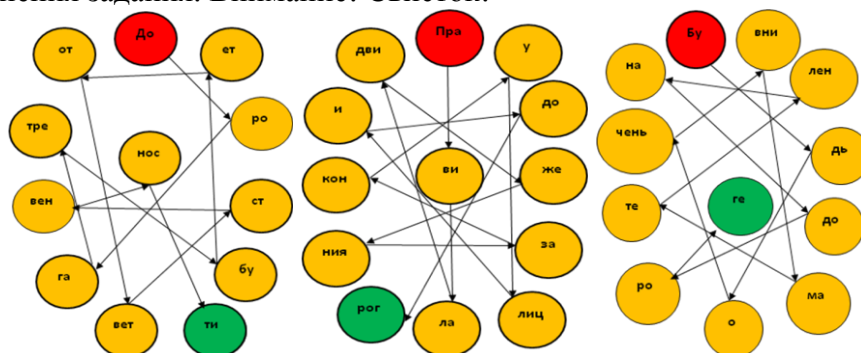 нения задания. Внимание! Свисток.
До
от
ет
ро
тре
нос
вен
ст
га
бу
вет
ти
Пра
дви
у
и
до
кон
ви
же
ния
за
рог
ла
лиц
Бу
вни
на
лен
чень
дь
те
ге
до
ро
ма
о